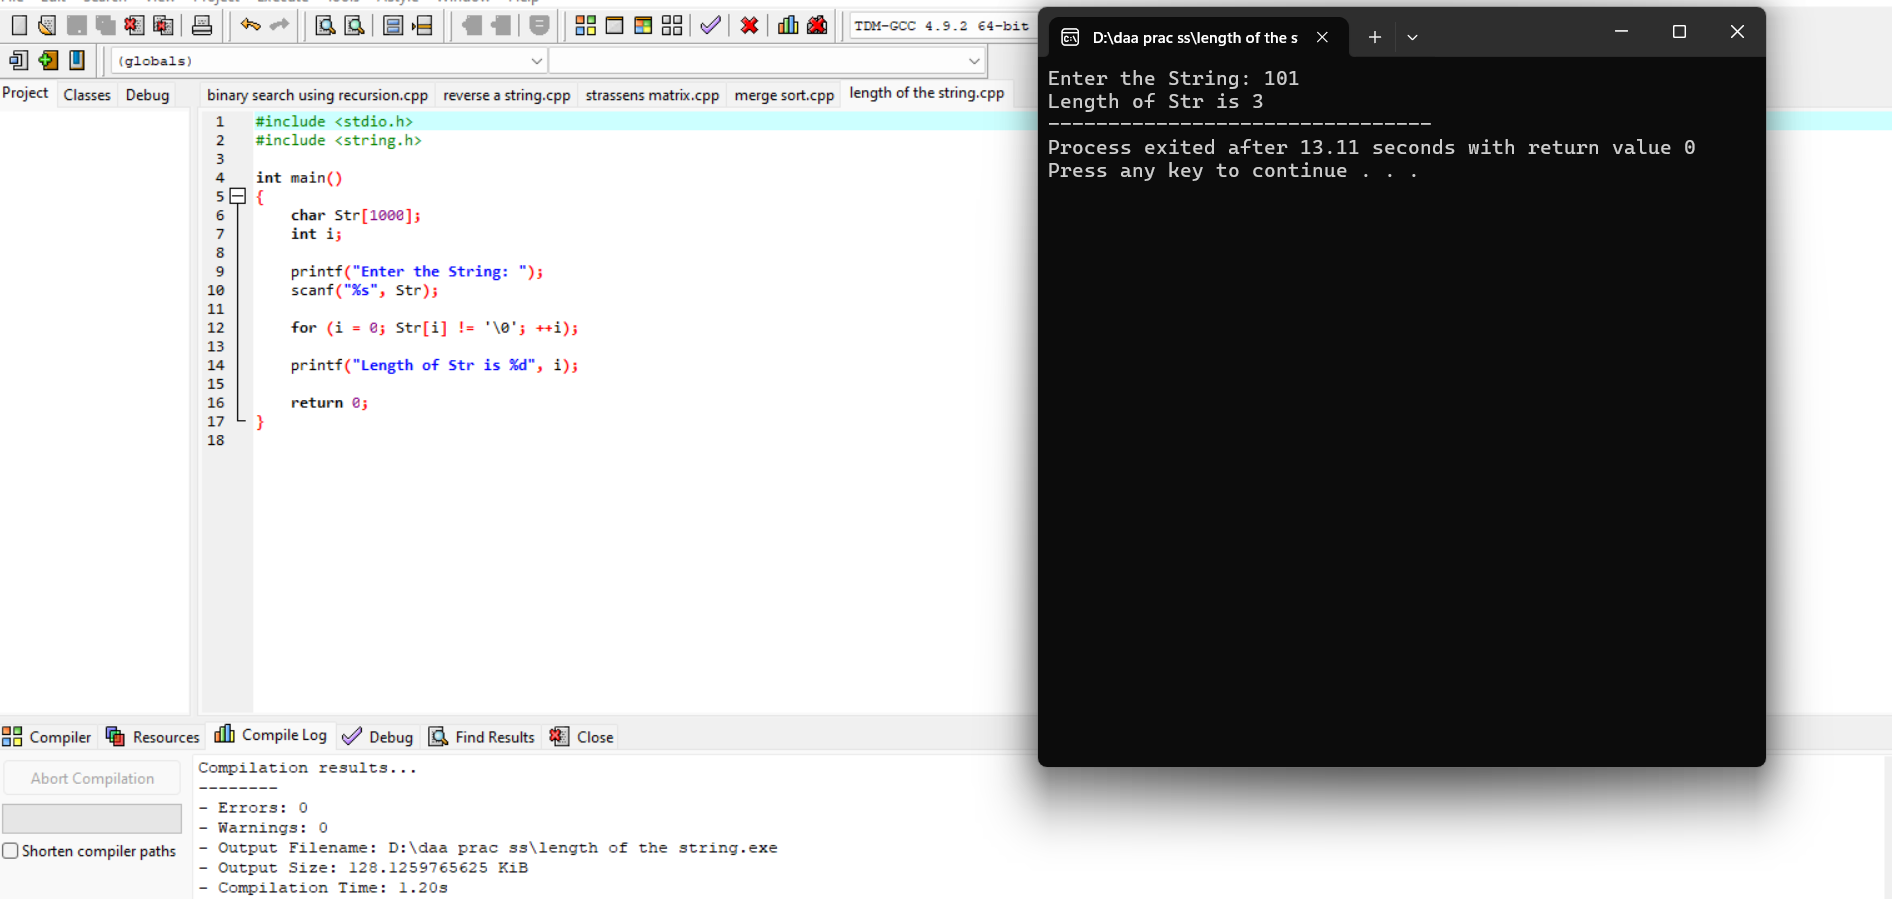 TDM-GCC 4.9.2 64-bit
(globals)
Project Classes Debug
binary search using recursion.cpp reverse a string.cpp strassens matrix.cpp merge sort.cpp length of the string.cpp
1 #include <stdio.h>
2 #include <string.h>
3
4 int main()
5 {
6 char Str[1000];
7 int i;
8
9 printf("Enter the String: ");
10 scanf("%s", Str);
11
12 for (i = 0; Str[i] != '\0'; ++i);
13
14 printf("Length of Str is %d", i);
15
16 return 0;
17 }
18
D:\daa prac ss\length of the s
Enter the String: 101
Length of Str is 3
--------------------------------
Process exited after 13.11 seconds with return value 0
Press any key to continue . . .
Compiler Resources Compile Log Debug Find Results Close
Abort Compilation
Shorten compiler paths
Compilation results...
--------
- Errors: 0
- Warnings: 0
- Output Filename: D:\daa prac ss\length of the string.exe
- Output Size: 128.1259765625 KiB
- Compilation Time: 1.20s